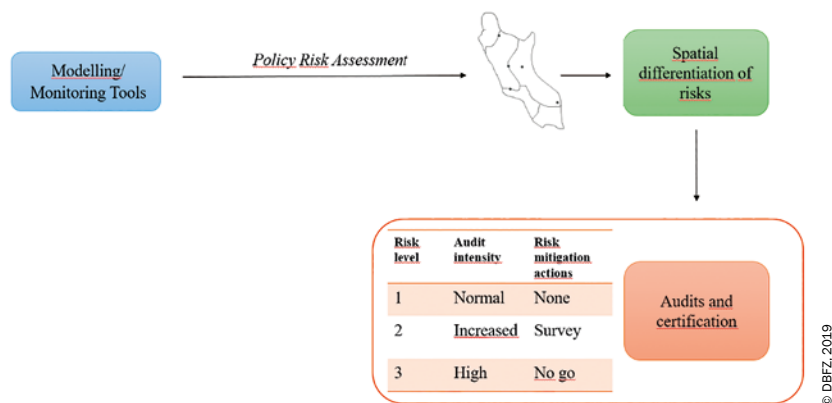 Modelling/
Monitoring Tools
Policy Risk Assessment
Spatial
differentiation of
risks
Risk level
Audit intensity
Risk mitigation actions
1 Normal None
2 Increased Survey
3 High No go
Audits and
certification
© DBFZ, 2019